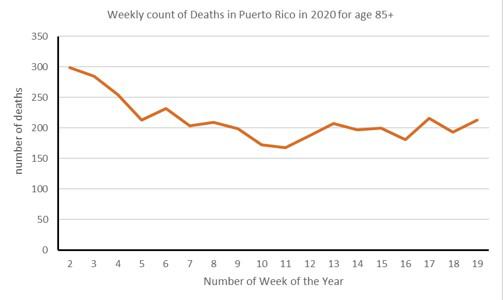 Weekly count of Deaths in Puerto Rico in 2020 for age 85+
350
300
250
200
150
100
50
0
number of deaths
2 3 4 5 6 7 8 9 10 11 12 13 14 15 16 17 18 19
Number of Week of the Year